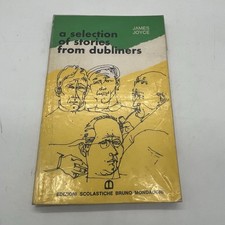 JAMES
JOYCE
a selection
of stories
from dubliners
EDIZIONI SCOLASTICHE BRUNO MONDADORI